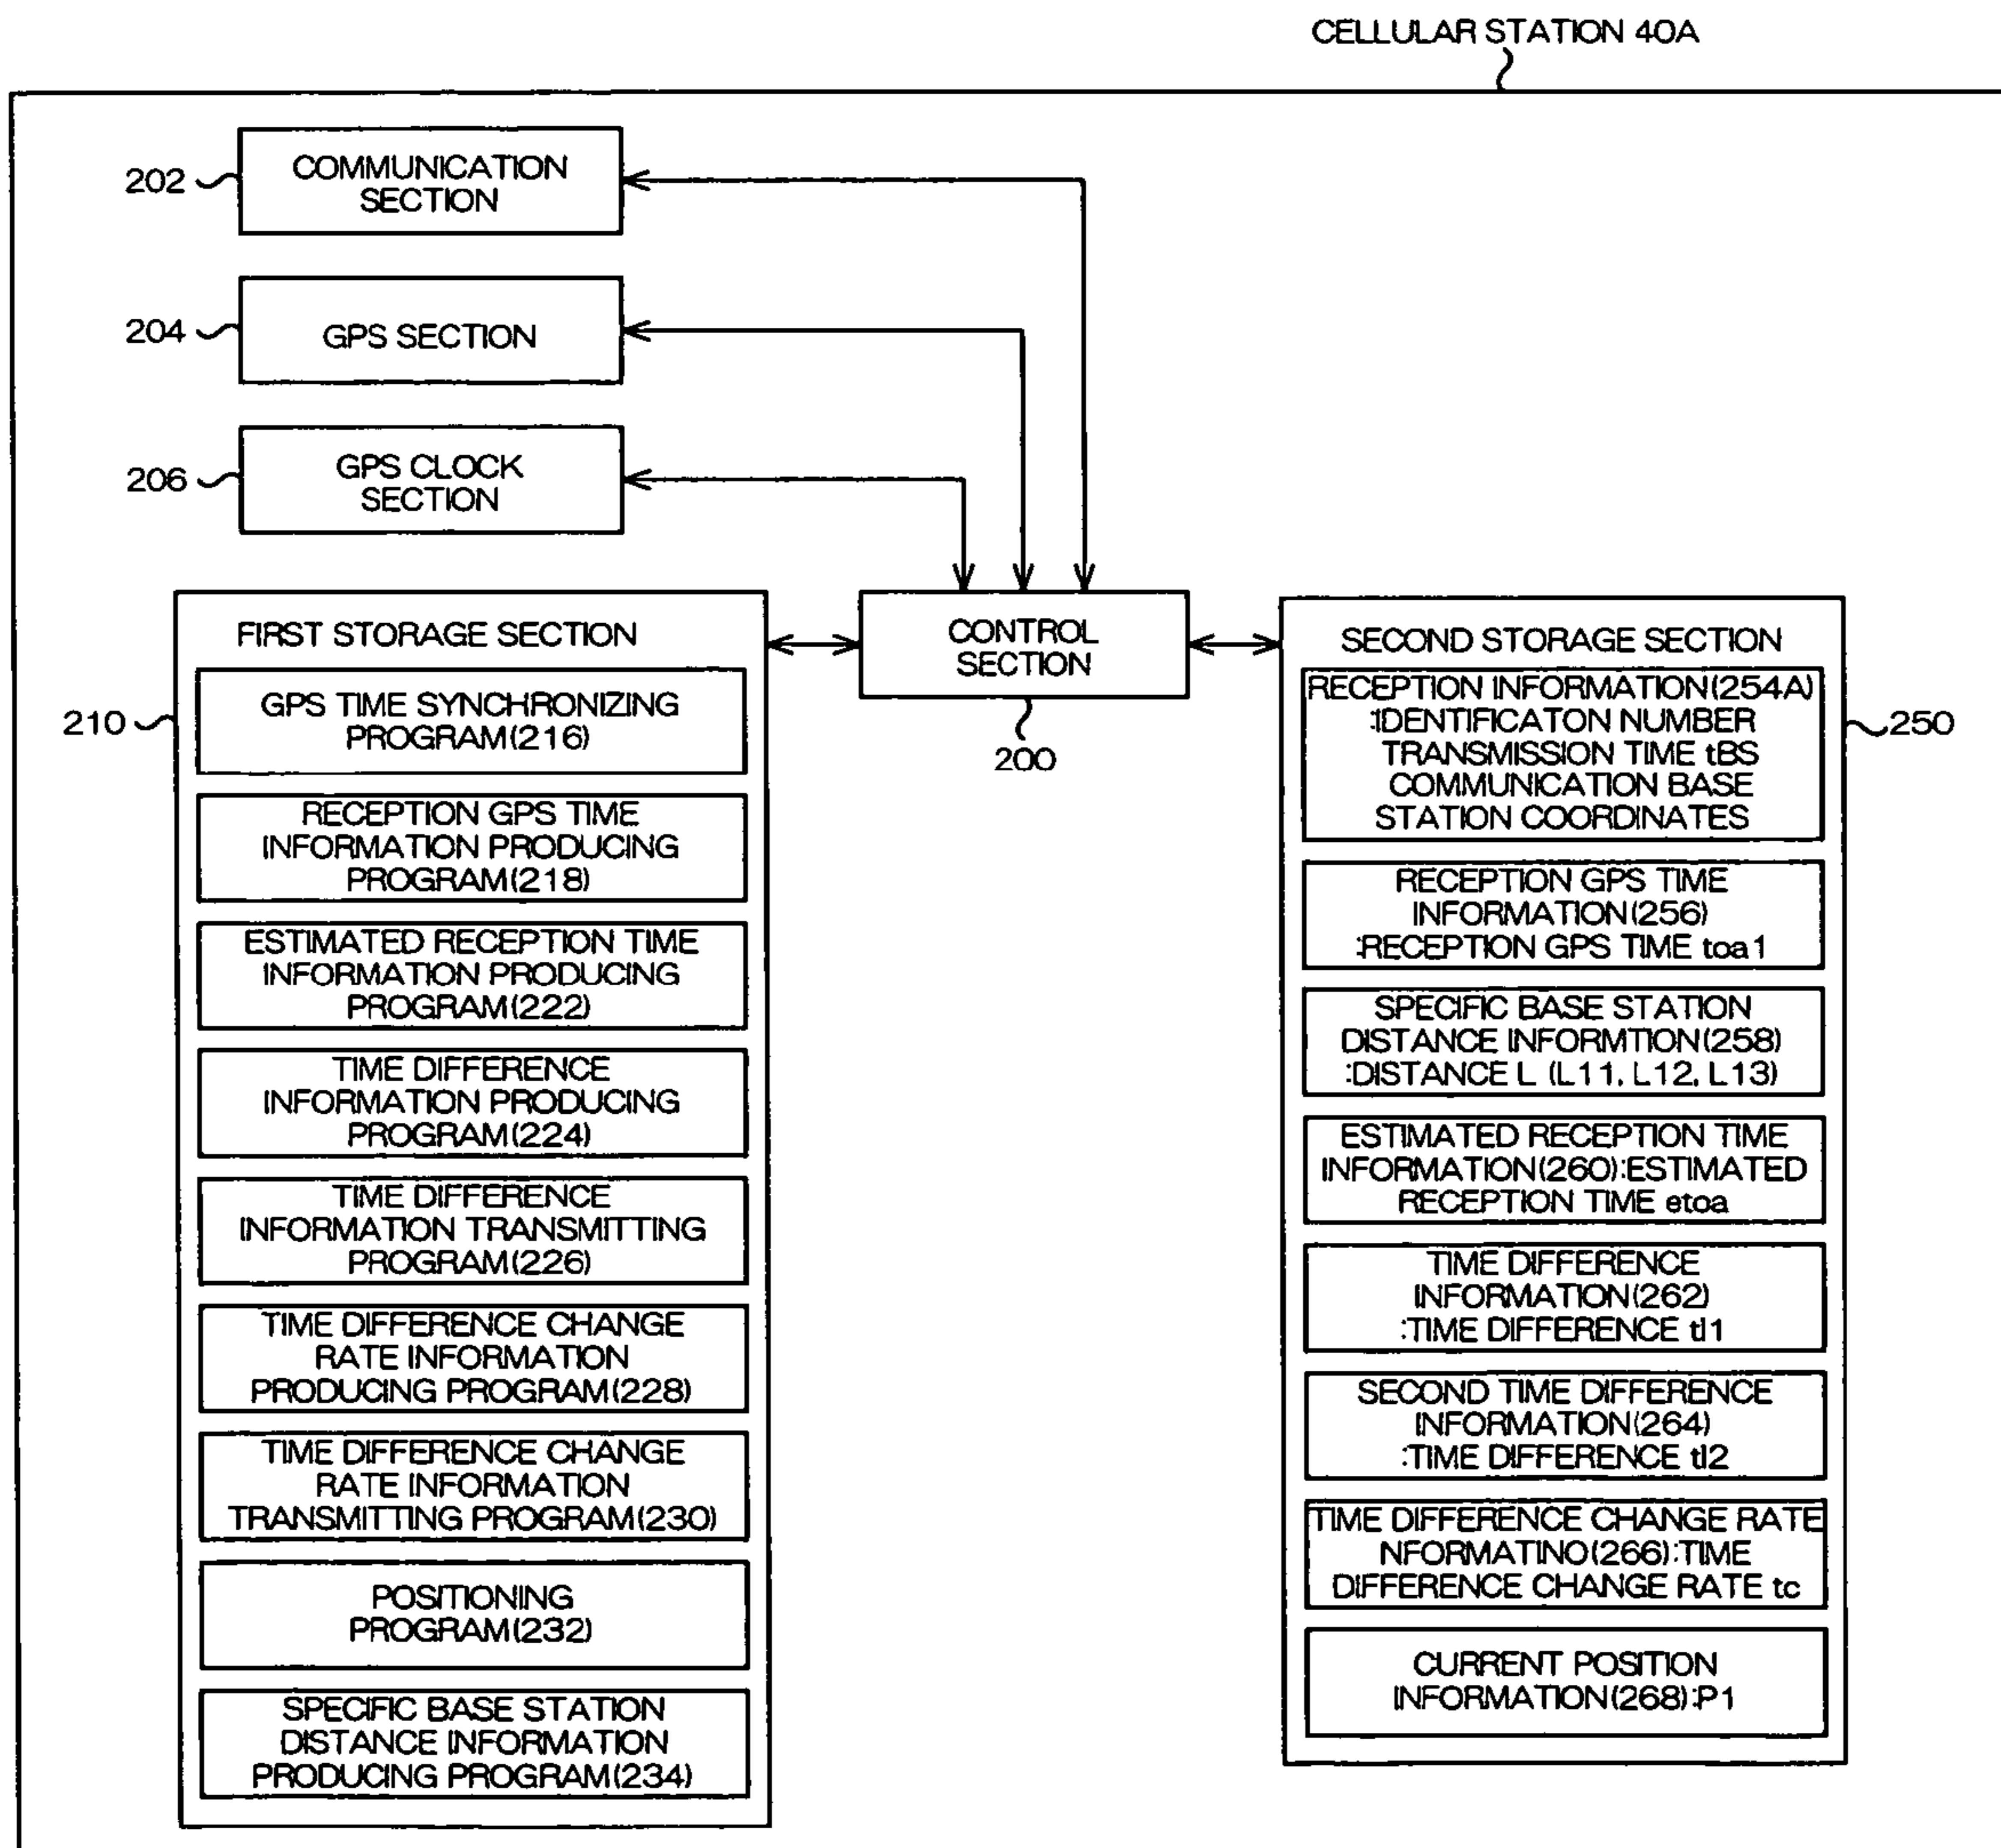 CELLULAR STATION 40A
202
COMMUNICATION
SECTION
204
GPS SECTION
206
GPS CLOCK
SECTION
CONTROL
SECTION
200
210
FIRST STORAGE SECTION
GPS TIME SYNCHRONIZING
PROGRAM(216)
RECEPTION GPS TIME
INFORMATION PRODUCING
PROGRAM(218)
ESTIMATED RECEPTION TIME
INFORMATION PRODUCING
PROGRAM(222)
TIME DIFFERENCE
INFORMATION PRODUCING
PROGRAM(224)
TIME DIFFERENCE
INFORMATION TRANSMITTING
PROGRAM(226)
TIME DIFFERENCE CHANGE
RATE INFORMATION
PRODUCING PROGRAM(228)
TIME DIFFERENCE CHANGE
RATE INFORMATION
TRANSMITTING PROGRAM(230)
POSITIONING
PROGRAM(232)
SPECIFIC BASE STATION
DISTANCE INFORMATION
PRODUCING PROGRAM(234)
250
SECOND STORAGE SECTION
RECEPTION INFORMATION(254A)
:IDENTIFICATON NUMBER
TRANSMISSION TIME tBS
COMMUNICATION BASE
STATION COORDINATES
RECEPTION GPS TIME
INFORMATION(256)
:RECEPTION GPS TIME toa1
SPECIFIC BASE STATION
DISTANCE INFORMTION(258)
:DISTANCE L (L11, L12, L13)
ESTIMATED RECEPTION TIME
INFORMATION(260):ESTIMATED
RECEPTION TIME etoa
TIME DIFFERENCE
INFORMATION(262)
:TIME DIFFERENCE tl1
SECOND TIME DIFFERENCE
INFORMATION(264)
:TIME DIFFERENCE tl2
TIME DIFFERENCE CHANGE RATE
NFORMATINO(266):TIME
DIFFERENCE CHANGE RATE tc
CURRENT POSITION
INFORMATION(268):P1